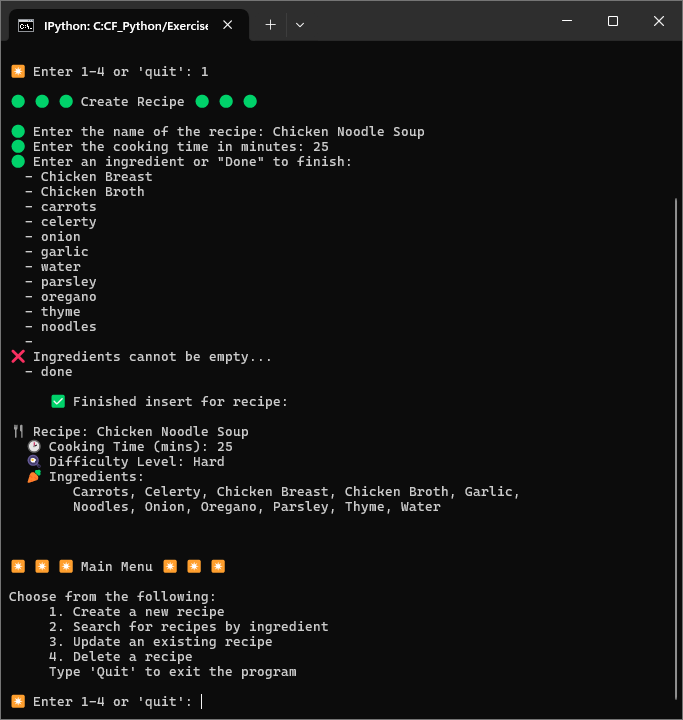 IPython: C:CF_Python/Exercise
Enter 1-4 or 'quit': 1
Create Recipe
Enter the name of the recipe: Chicken Noodle Soup
Enter the cooking time in minutes: 25
Enter an ingredient or "Done" to finish:
- Chicken Breast
- Chicken Broth
- carrots
- celerty
- onion
- garlic
- water
- parsley
- oregano
- thyme
- noodles
-
❌ Ingredients cannot be empty...
- done
✅ Finished insert for recipe:
🍴 Recipe: Chicken Noodle Soup
🕒 Cooking Time (mins): 25
🍳 Difficulty Level: Hard
🥕 Ingredients:
Carrots, Celerty, Chicken Breast, Chicken Broth, Garlic,
Noodles, Onion, Oregano, Parsley, Thyme, Water
Main Menu
Choose from the following:
1. Create a new recipe
2. Search for recipes by ingredient
3. Update an existing recipe
4. Delete a recipe
Type 'Quit' to exit the program
Enter 1-4 or 'quit':